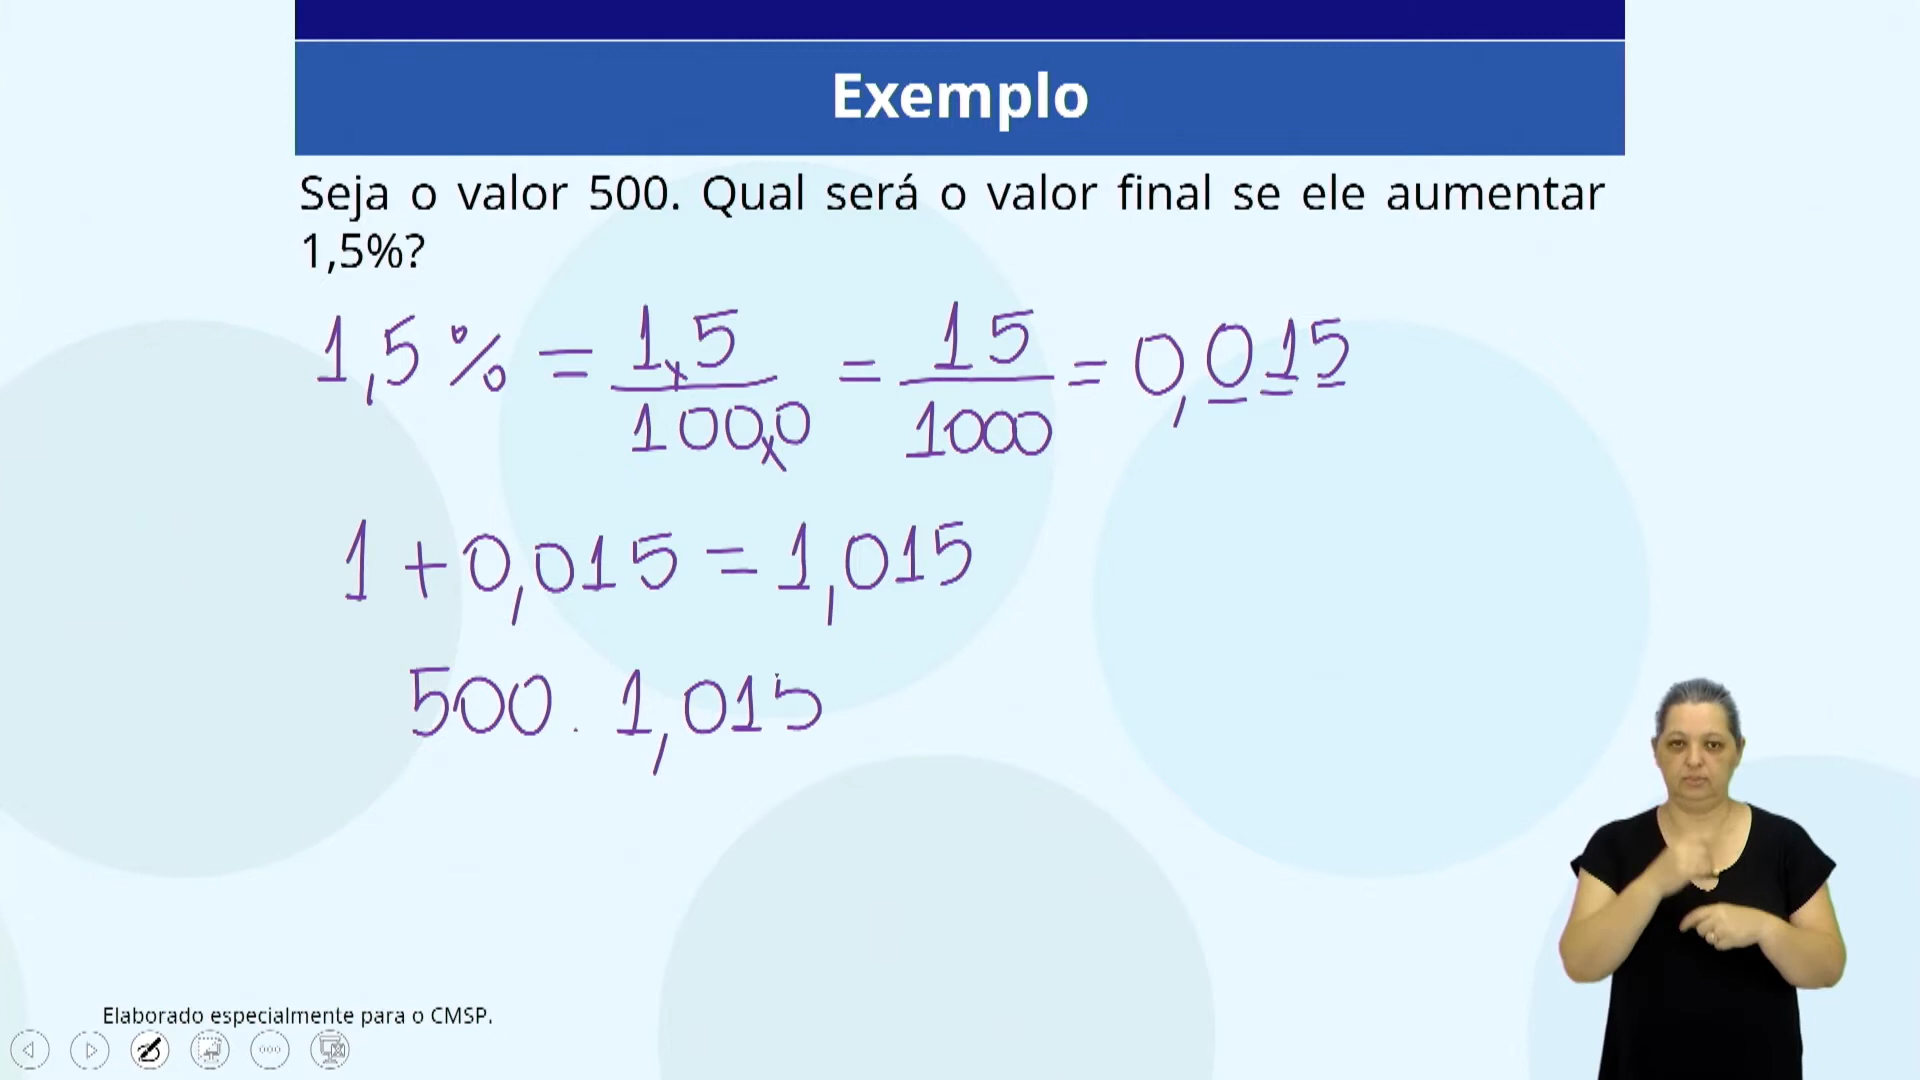 Exemplo
Seja o valor 500. Qual será o valor final se ele aumentar
1,5%?
1,5% = 1,5/100,0 = 15/1000 = 0,015
1 + 0,015 = 1,015
500 . 1,015
Elaborado especialmente para o CMSP.